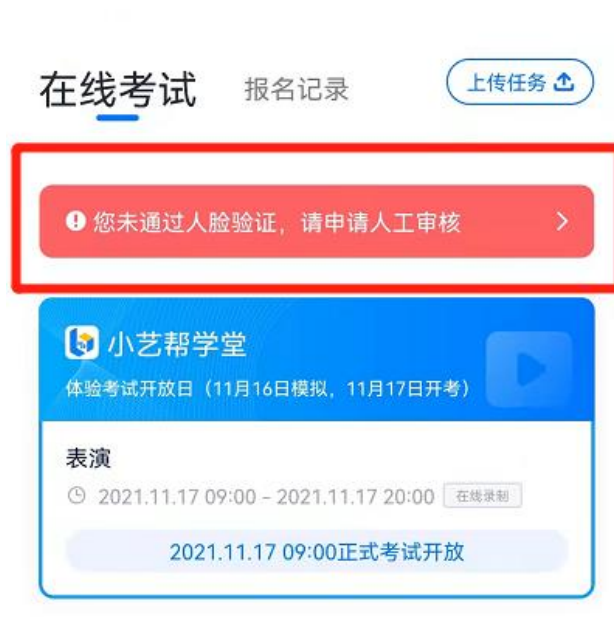 在线考试 报名记录 上传任务
您未通过人脸验证，请申请人工审核
小艺帮学堂
体验考试开放日（11月16日模拟，11月17日开考）
表演
2021.11.17 09:00 - 2021.11.17 20:00 在线录制
2021.11.17 09:00正式考试开放